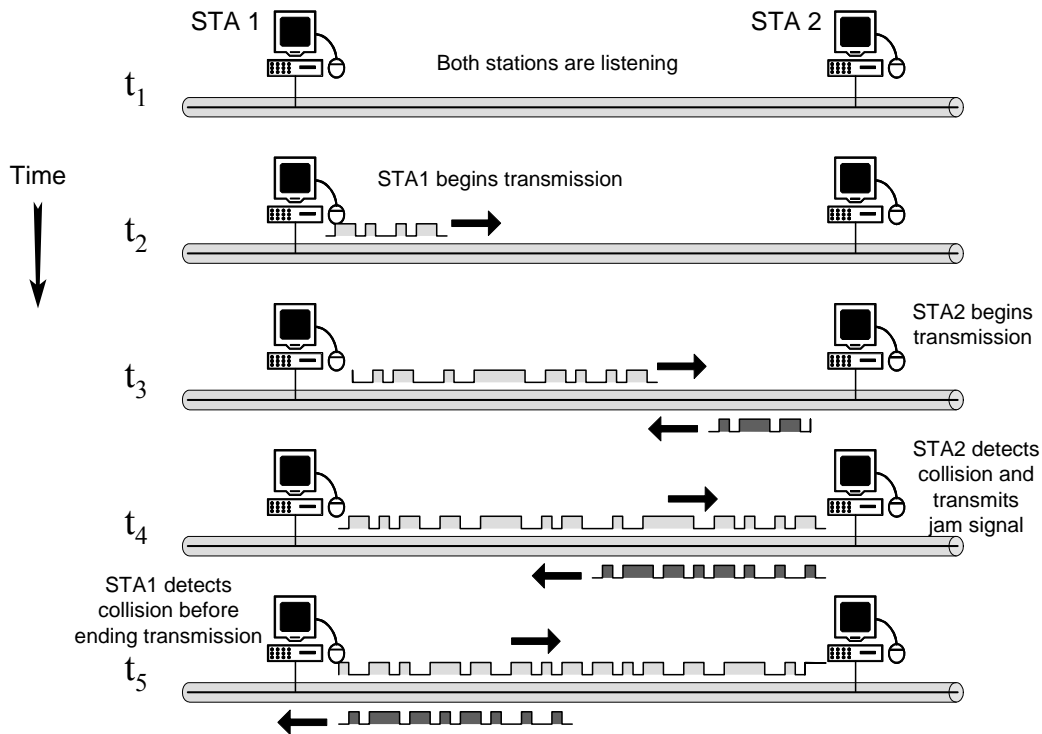 STA 1
STA 2
Both stations are listening
t1
Time
STA1 begins transmission
t2
STA2 begins
transmission
t3
STA2 detects
collision and
transmits
jam signal
t4
STA1 detects
collision before
ending transmission
t5